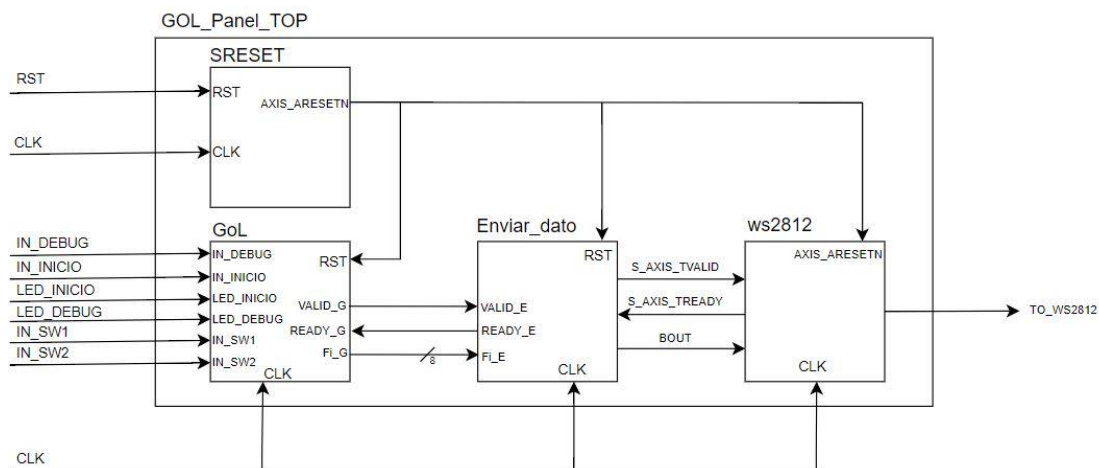 GOL_Panel_TOP
SRESET
RST
RST
AXIS_ARESETN
CLK
CLK
GoL
Enviar_dato
ws2812
IN_DEBUG
IN_DEBUG
RST
RST
AXIS_ARESETN
IN_INICIO
IN_INICIO
S_AXIS_TVALID
LED_INICIO
LED_INICIO
VALID_G
VALID_E
S_AXIS_TREADY
TO_WS2812
LED_DEBUG
LED_DEBUG
READY_G
READY_E
IN_SW1
IN_SW1
BOUT
IN_SW2
IN_SW2
Fi_G
8
Fi_E
CLK
CLK
CLK
CLK